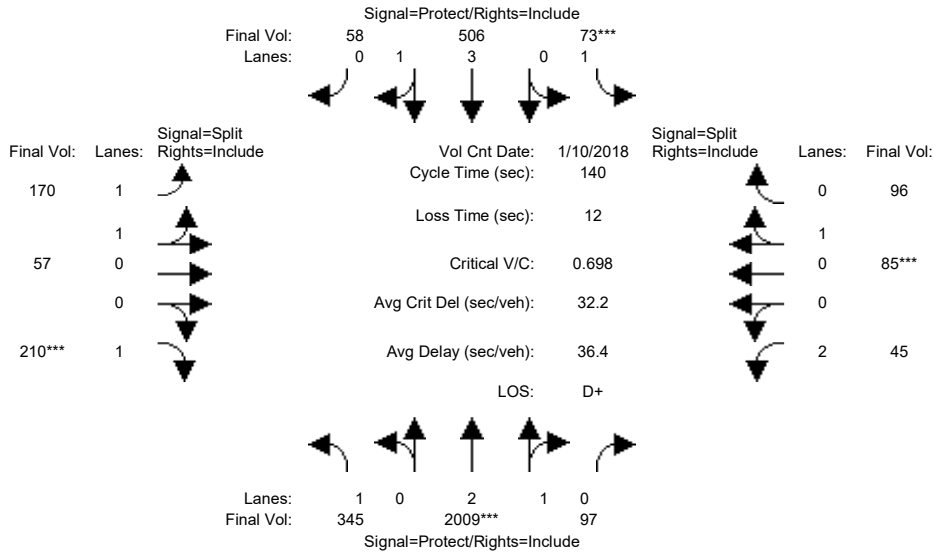 Signal=Protect/Rights=Include
Final Vol: 58 506 73***
Lanes: 0 1 3 0 1
Signal=Split
Final Vol: Lanes: Rights=Include
Vol Cnt Date: 1/10/2018
Signal=Split
Rights=Include Lanes: Final Vol:
170 1
Cycle Time (sec): 140
0 96
Loss Time (sec): 12
1
1
57 0
Critical V/C: 0.698
0 85***
0
Avg Crit Del (sec/veh): 32.2
0
210*** 1
Avg Delay (sec/veh): 36.4
2 45
LOS: D+
Lanes: 1 0 2 1 0
Final Vol: 345 2009*** 97
Signal=Protect/Rights=Include